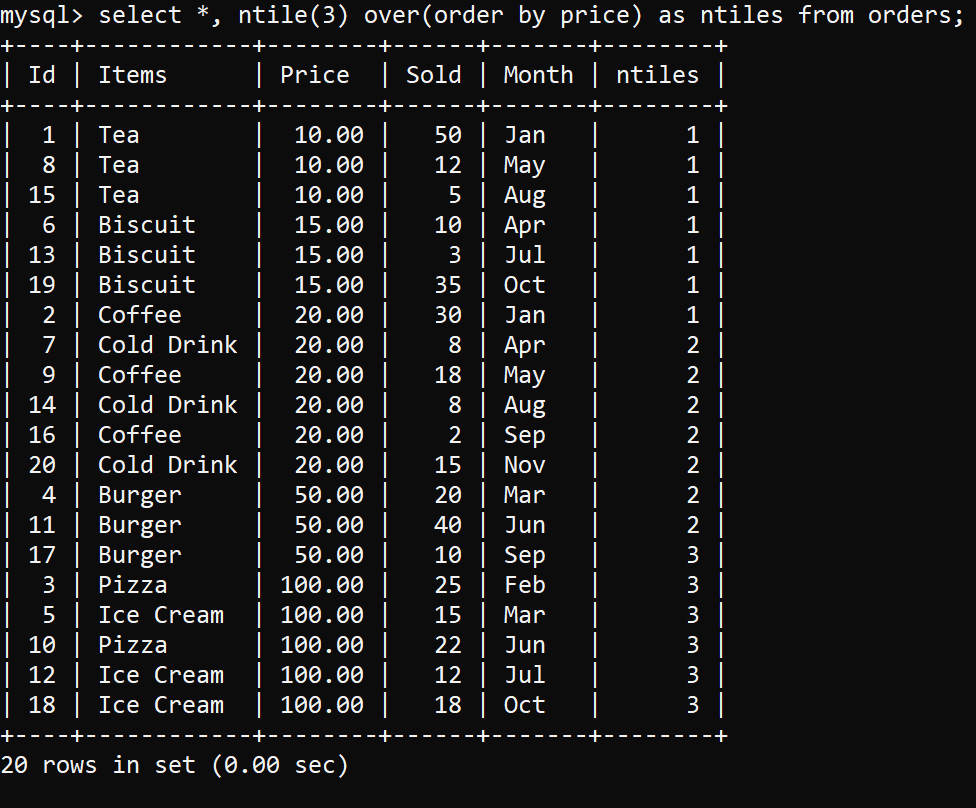 mysql> select *, ntile(3) over(order by price) as ntiles from orders;
+----+------------+--------+------+-------+--------+
| Id | Items      | Price  | Sold | Month | ntiles |
+----+------------+--------+------+-------+--------+
|  1 | Tea        |  10.00 |   50 | Jan   |      1 |
|  8 | Tea        |  10.00 |   12 | May   |      1 |
| 15 | Tea        |  10.00 |    5 | Aug   |      1 |
|  6 | Biscuit    |  15.00 |   10 | Apr   |      1 |
| 13 | Biscuit    |  15.00 |    3 | Jul   |      1 |
| 19 | Biscuit    |  15.00 |   35 | Oct   |      1 |
|  2 | Coffee     |  20.00 |   30 | Jan   |      1 |
|  7 | Cold Drink |  20.00 |    8 | Apr   |      2 |
|  9 | Coffee     |  20.00 |   18 | May   |      2 |
| 14 | Cold Drink |  20.00 |    8 | Aug   |      2 |
| 16 | Coffee     |  20.00 |    2 | Sep   |      2 |
| 20 | Cold Drink |  20.00 |   15 | Nov   |      2 |
|  4 | Burger     |  50.00 |   20 | Mar   |      2 |
| 11 | Burger     |  50.00 |   40 | Jun   |      2 |
| 17 | Burger     |  50.00 |   10 | Sep   |      3 |
|  3 | Pizza      | 100.00 |   25 | Feb   |      3 |
|  5 | Ice Cream  | 100.00 |   15 | Mar   |      3 |
| 10 | Pizza      | 100.00 |   22 | Jun   |      3 |
| 12 | Ice Cream  | 100.00 |   12 | Jul   |      3 |
| 18 | Ice Cream  | 100.00 |   18 | Oct   |      3 |
+----+------------+--------+------+-------+--------+
20 rows in set (0.00 sec)